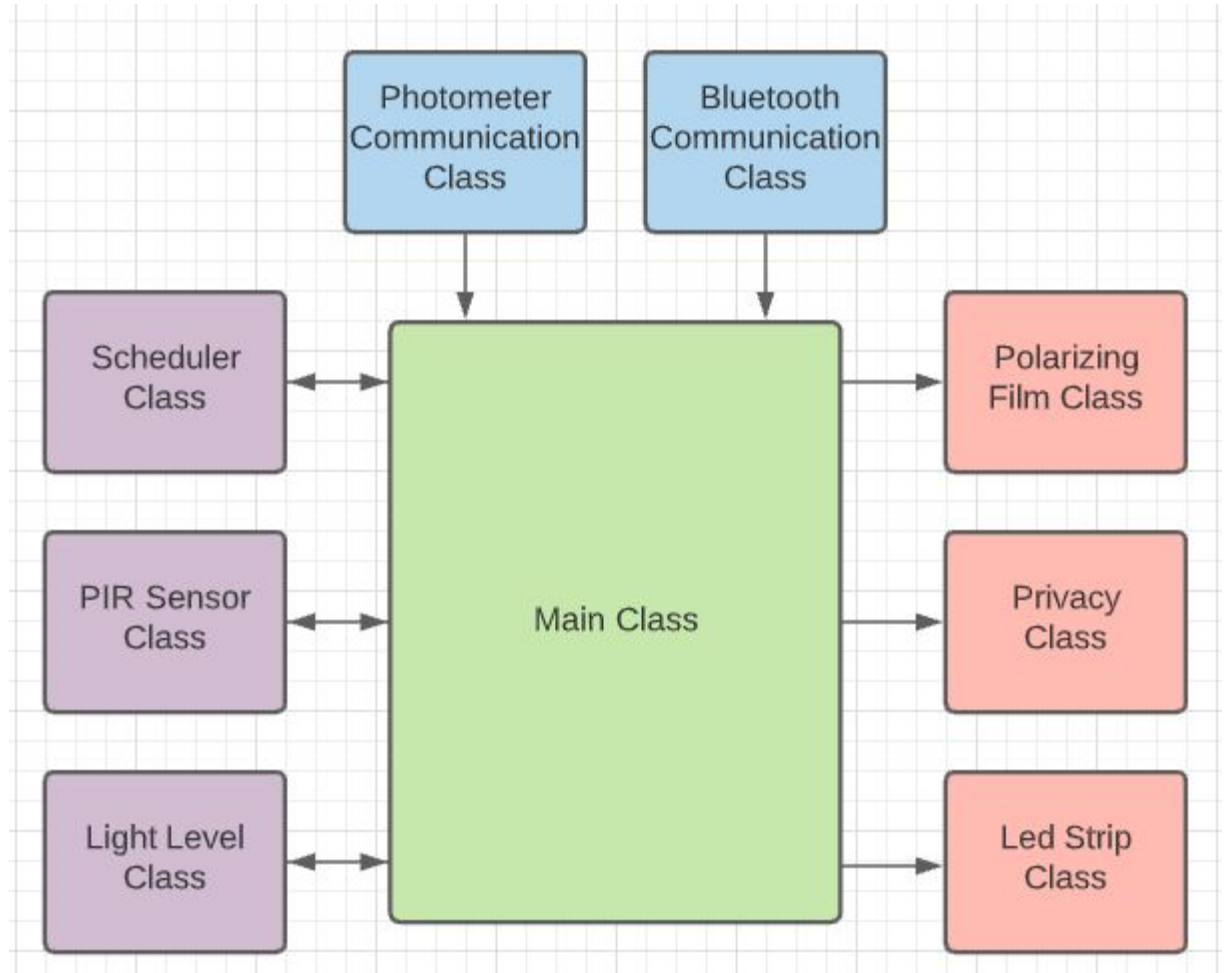 Photometer
Communication
Class
Bluetooth
Communication
Class
Scheduler
Class
Polarizing
Film Class
PIR Sensor
Class
Main Class
Privacy
Class
Light Level
Class
Led Strip
Class